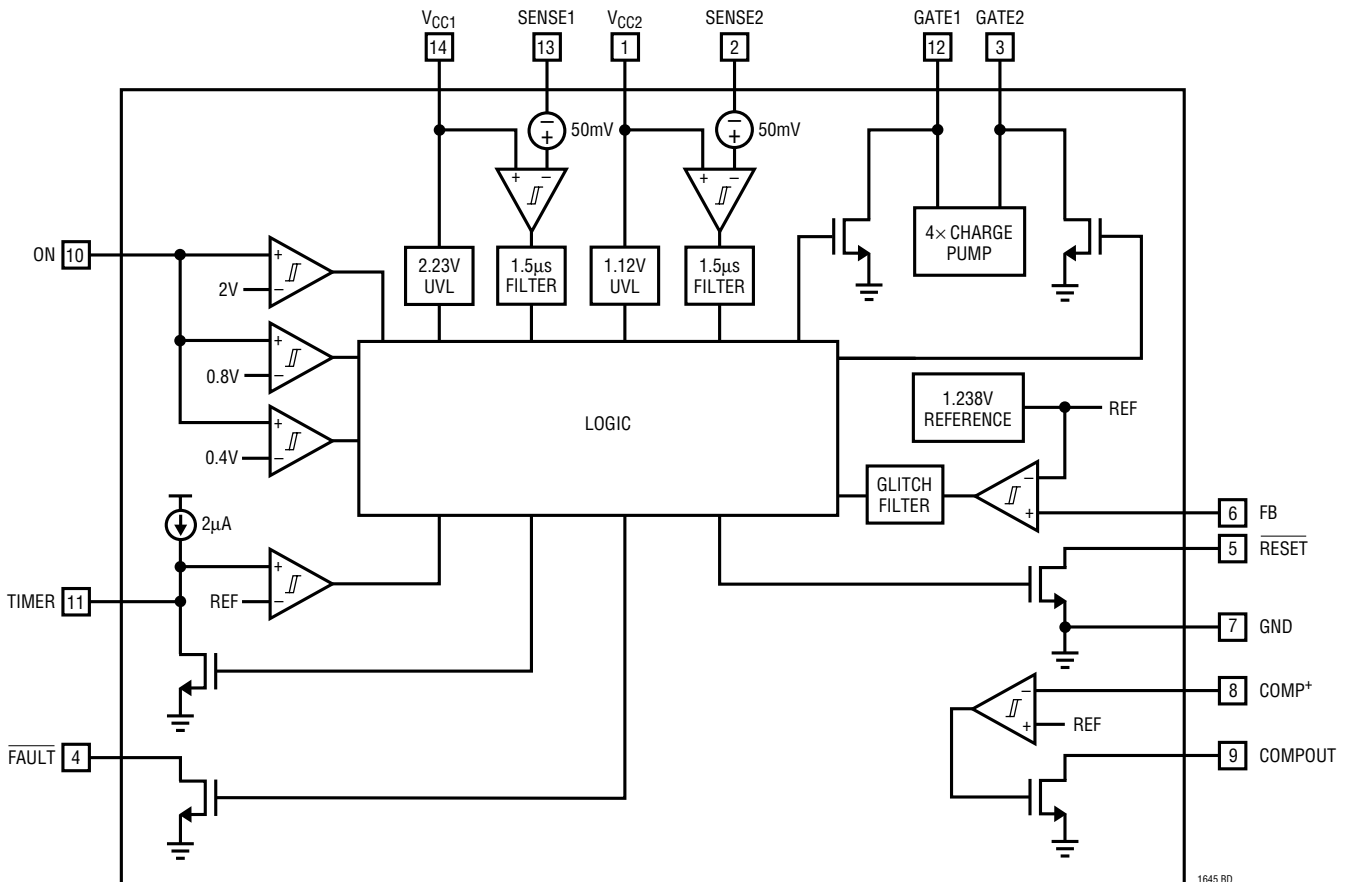 VCC1 SENSE1 VCC2 SENSE2 GATE1 GATE2
14 13 1 2 12 3
50mV 50mV
+ − + −
ON 10
+
2V −
2.23V
UVL
1.5µs
FILTER
1.12V
UVL
1.5µs
FILTER
4× CHARGE
PUMP
+
0.8V −
+
0.4V −
LOGIC
1.238V
REFERENCE
REF
GLITCH
FILTER
−
+
6 FB
5 RESET
2µA
TIMER 11
+
REF −
7 GND
8 COMP+
−
+ REF
FAULT 4
9 COMPOUT
1645 BD